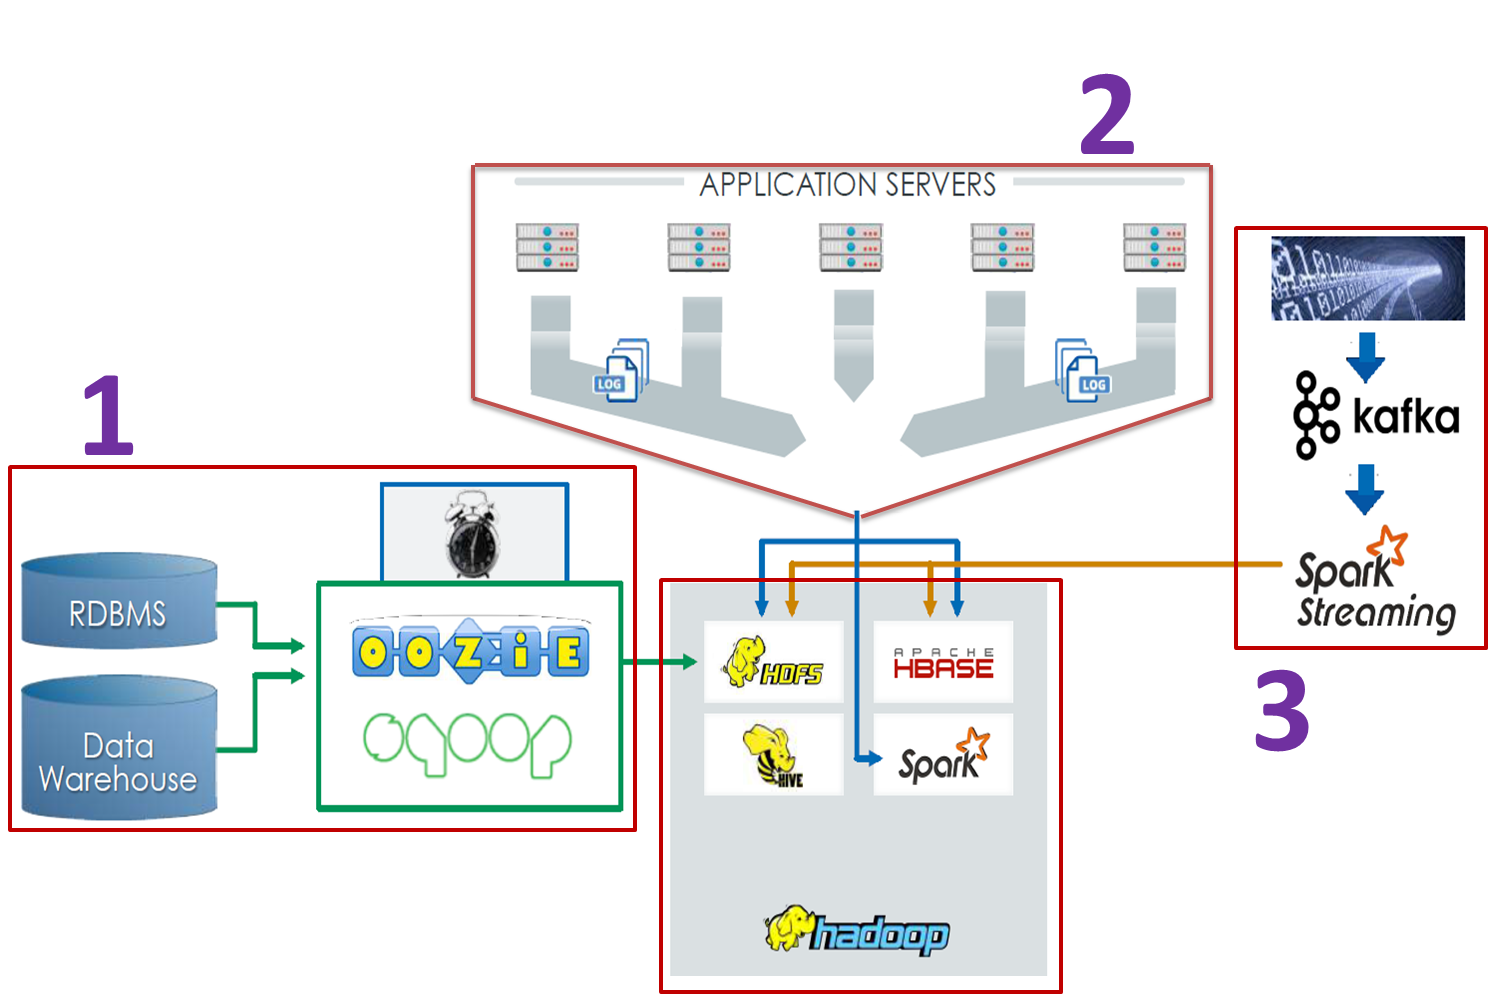 2
APPLICATION SERVERS
LOG
LOG
kafka
Spark
Streaming
1
RDBMS
Data
Warehouse
OOZiE
sqoop
HDFS
APACHE
HBASE
HIVE
Spark
hadoop
3